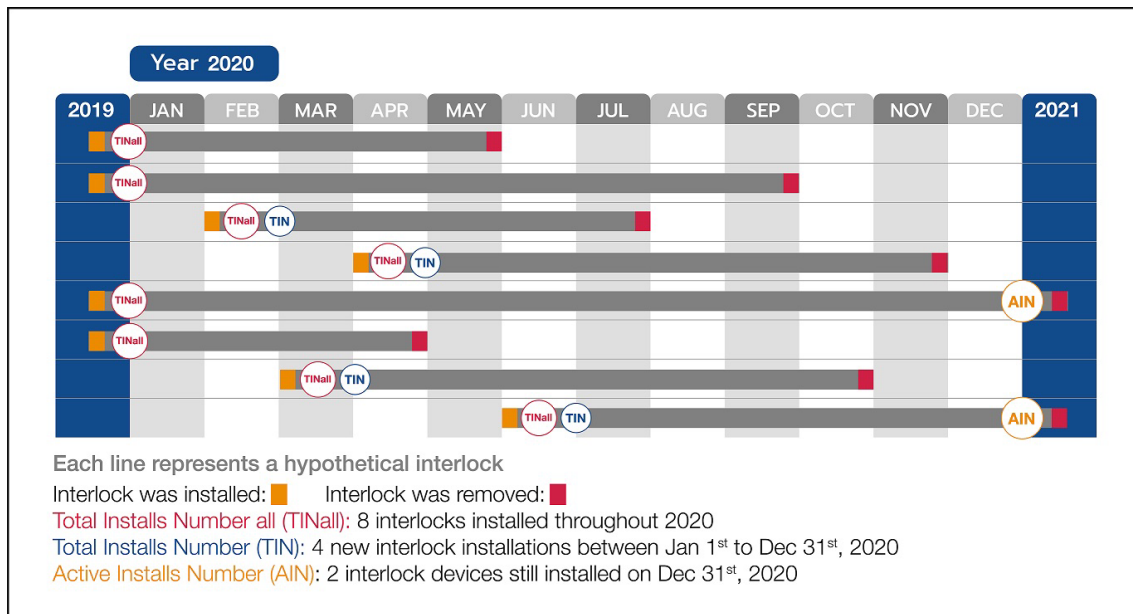 Year 2020
2019 JAN FEB MAR APR MAY JUN JUL AUG SEP OCT NOV DEC 2021
TINall
TINall
TINall TIN
TINall TIN
TINall AIN
TINall
TINall TIN
TINall TIN AIN
Each line represents a hypothetical interlock
Interlock was installed: Interlock was removed:
Total Installs Number all (TINall): 8 interlocks installed throughout 2020
Total Installs Number (TIN): 4 new interlock installations between Jan 1st to Dec 31st, 2020
Active Installs Number (AIN): 2 interlock devices still installed on Dec 31st, 2020